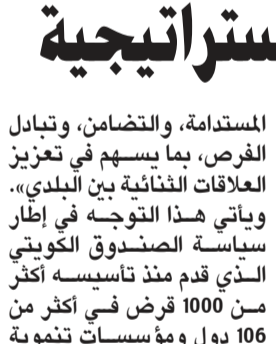 ستراتيجية
المستدامة، والتضامن، وتبادل
الفرص، بما يسهم في تعزيز
العلاقات الثنائية بين البلدي».
ويأتي هذا التوجه في إطار
سياسة الصندوق الكويتي
الذي قدم منذ تأسيسه أكثر
من 1000 قرض في أكثر من
106 دول ومؤسسات تنموية